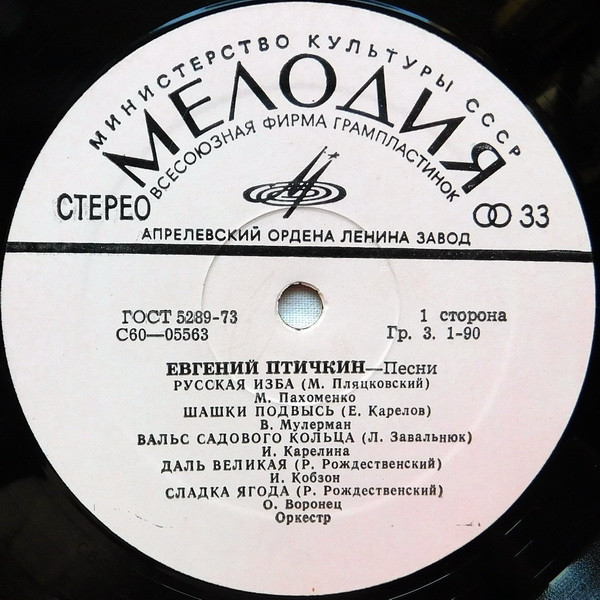 МИНИСТЕРСТВО КУЛЬТУРЫ СССР
МЕЛОДИЯ
ВСЕСОЮЗНАЯ ФИРМА ГРАМПЛАСТИНОК
СТЕРЕО
33
АПРЕЛЕВСКИЙ ОРДЕНА ЛЕНИНА ЗАВОД
ГОСТ 5289-73
1 сторона
С60—05563
Гр. 3. 1-90
ЕВГЕНИЙ ПТИЧКИН—Песни
РУССКАЯ ИЗБА (М. Пляцковский)
М. Пахоменко
ШАШКИ ПОДВЫСЬ (Е. Карелов)
В. Мулерман
ВАЛЬС САДОВОГО КОЛЬЦА (Л. Завальнюк)
И. Карелина
ДАЛЬ ВЕЛИКАЯ (Р. Рождественский)
И. Кобзон
СЛАДКА ЯГОДА (Р. Рождественский)
О. Воронец
Оркестр